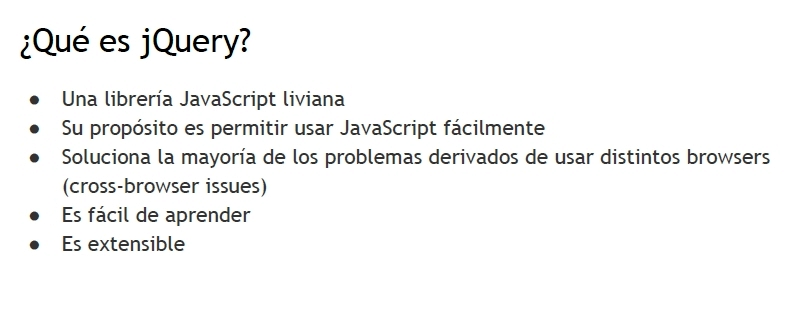 ¿Qué es jQuery?
● Una librería JavaScript liviana
● Su propósito es permitir usar JavaScript fácilmente
● Soluciona la mayoría de los problemas derivados de usar distintos browsers
(cross-browser issues)
● Es fácil de aprender
● Es extensible